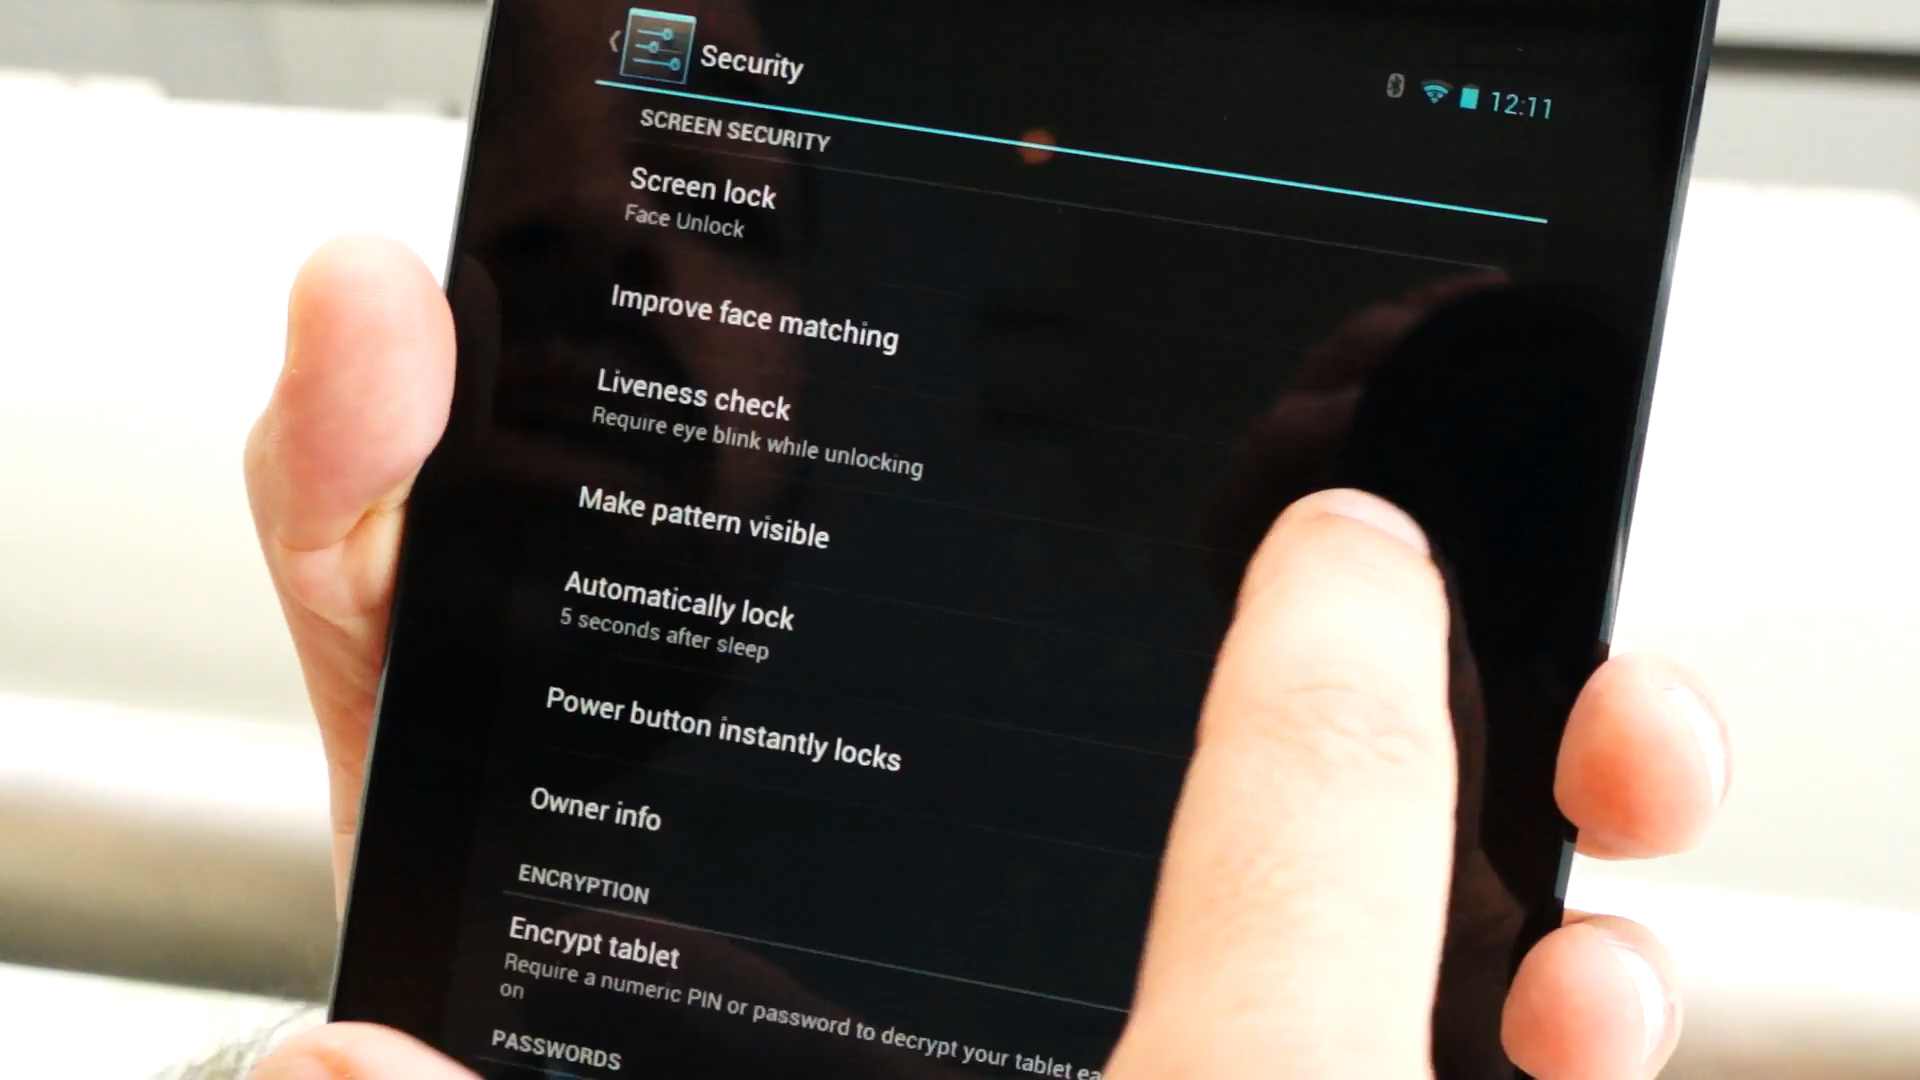 Security
12:11
SCREEN SECURITY
Screen lock
Face Unlock
Improve face matching
Liveness check
Require eye blink while unlocking
Make pattern visible
Automatically lock
5 seconds after sleep
Power button instantly locks
Owner info
ENCRYPTION
Encrypt tablet
Require a numeric PIN or password to decrypt your tablet
on
PASSWORDS